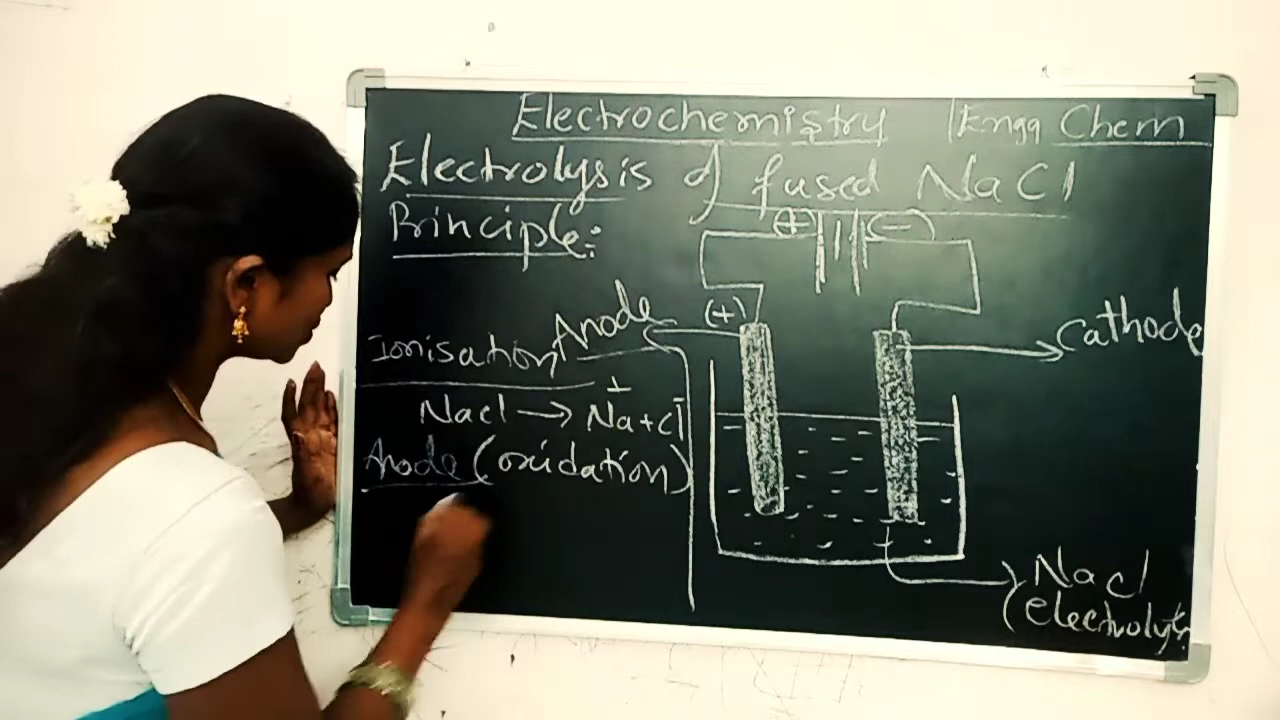 Electrochemistry | Engg Chem
Electrolysis of fused NaCl
Principle:
(+) (-)
(+)
Anode
Cathode
Ionisation
Nacl → Na⁺+Cl⁻
Anode (oxidation)
Nacl
(electrolyte